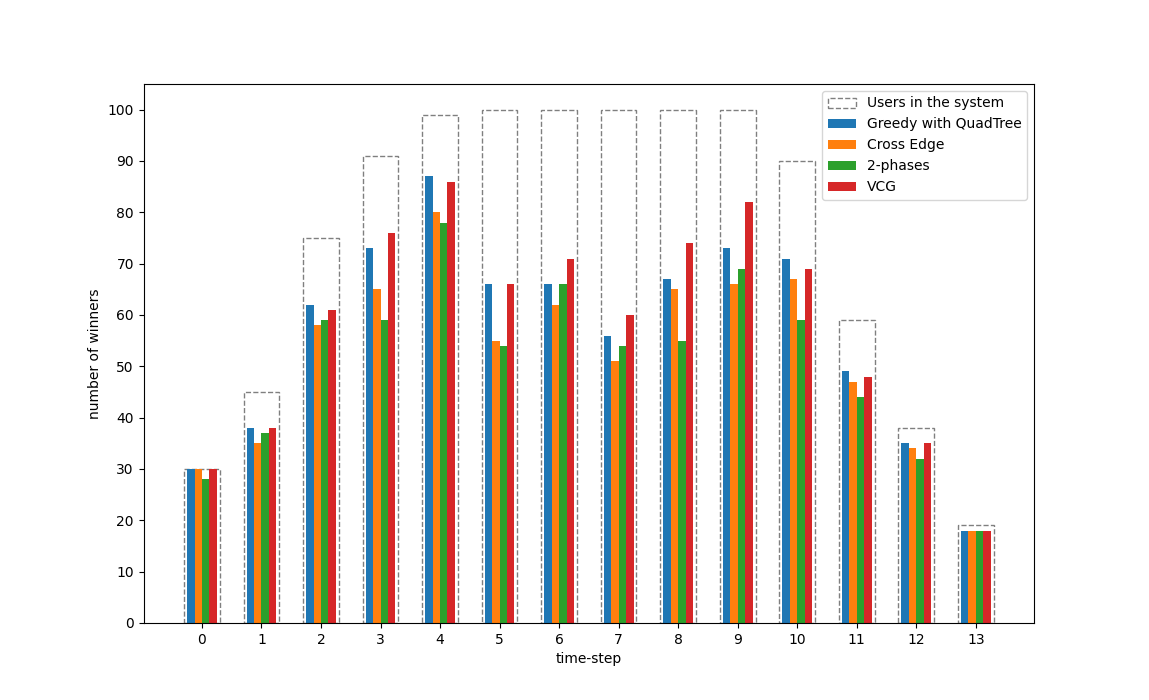 100
90
80
70
60
50
40
30
20
10
0
number of winners
Users in the system
Greedy with QuadTree
Cross Edge
2-phases
VCG
0 1 2 3 4 5 6 7 8 9 10 11 12 13
time-step